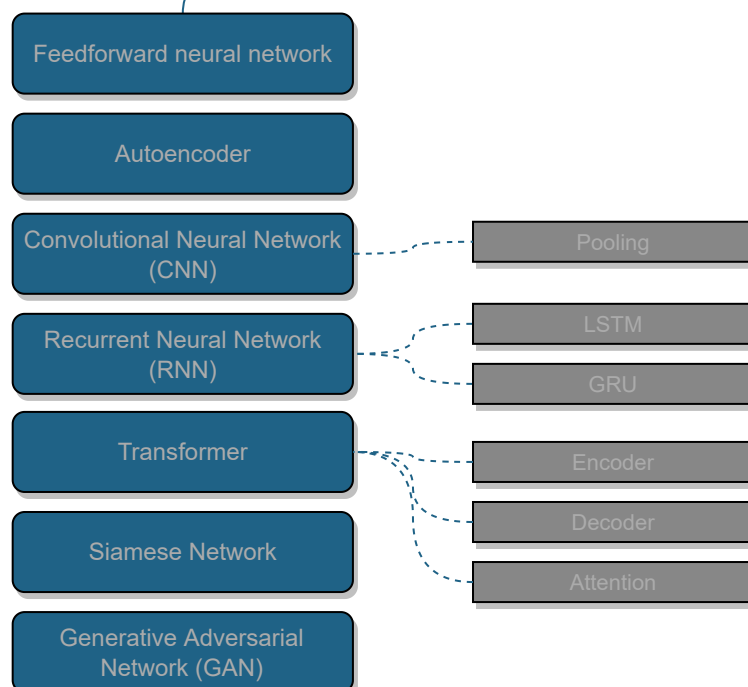 Feedforward neural network
Autoencoder
Convolutional Neural Network
(CNN)
Pooling
Recurrent Neural Network
(RNN)
LSTM
GRU
Transformer
Encoder
Decoder
Attention
Siamese Network
Generative Adversarial
Network (GAN)